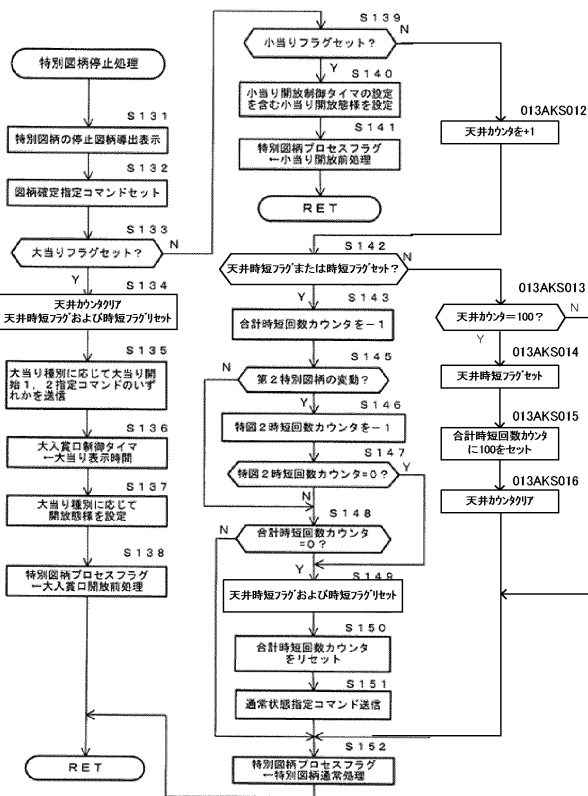 特別図柄停止処理
S131
特別図柄の停止図柄導出表示
S132
図柄確定指定コマンドセット
S133
大当りフラグセット？
N
Y
S134
天井カウンタクリア
天井時短フラグおよび時短フラグリセット
S135
大当り種別に応じて大当り
開始１，２指定コマンドのいず
れかを送信
S136
大入賞口制御タイマ
←大当り表示時間
S137
大当り種別に応じて
開放態様を設定
S138
特別図柄プロセスフラグ
←大入賞口開放前処理
RET
S139
小当りフラグセット？
N
Y
S140
小当り開放制御タイマの設定
を含む小当り開放態様を設定
S141
特別図柄プロセスフラグ
←小当り開放前処理
RET
013AKS012
天井カウンタを+1
S142
天井時短フラグまたは時短フラグセット？
N
Y
S143
合計時短回数カウンタを－１
S145
第２特別図柄の変動？
N
Y
S146
特図２時短カウンタを－１
S147
特図２時短回数カウンタ=0？
Y
N
S148
合計時短回数カウンタ
=0？
N
Y
S149
天井時短フラグおよび時短フラグリセット
S150
合計時短回数カウンタ
をリセット
S151
通常状態指定コマンド送信
S152
特別図柄プロセスフラグ
←特別図柄通常処理
013AKS013
天井カウンタ＝100？
N
Y
013AKS014
天井時短フラグセット
013AKS015
合計時短回数カウンタ
に100をセット
013AKS016
天井カウンタクリア